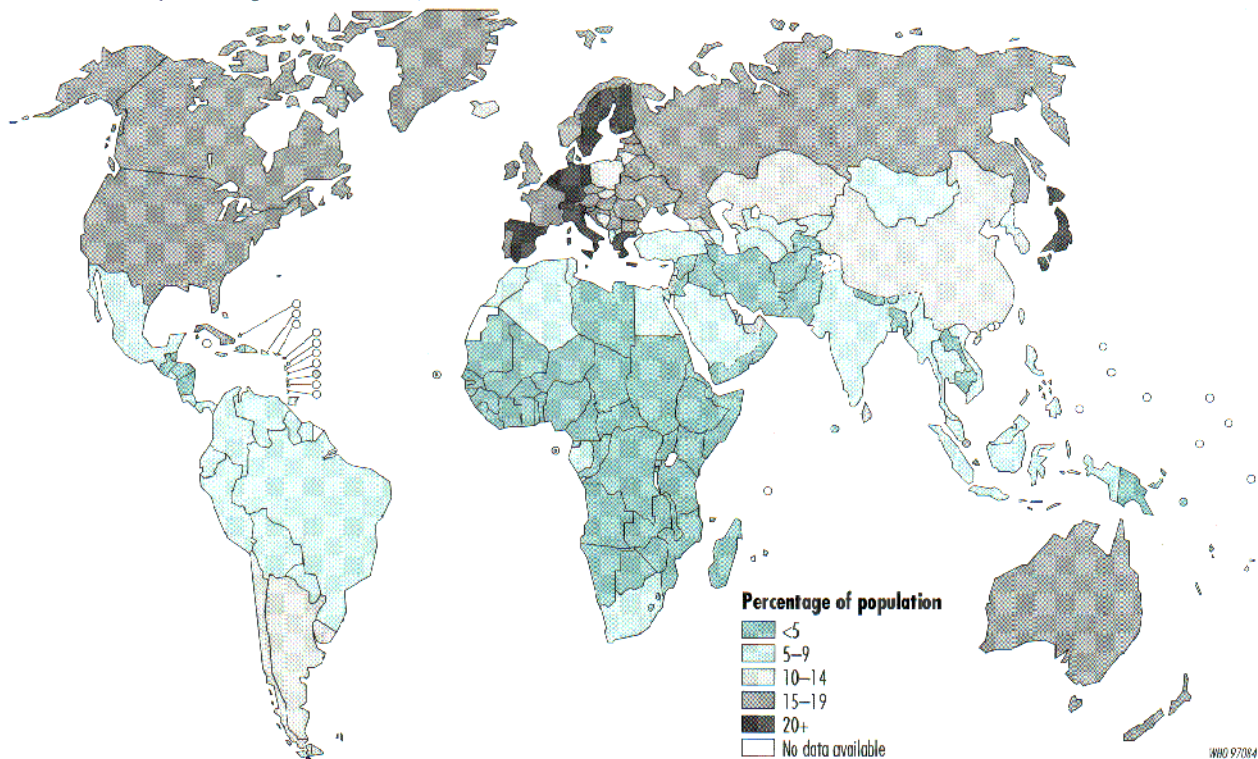 Percentage of population
<5
5–9
10–14
15–19
20+
No data available
WHO 97084